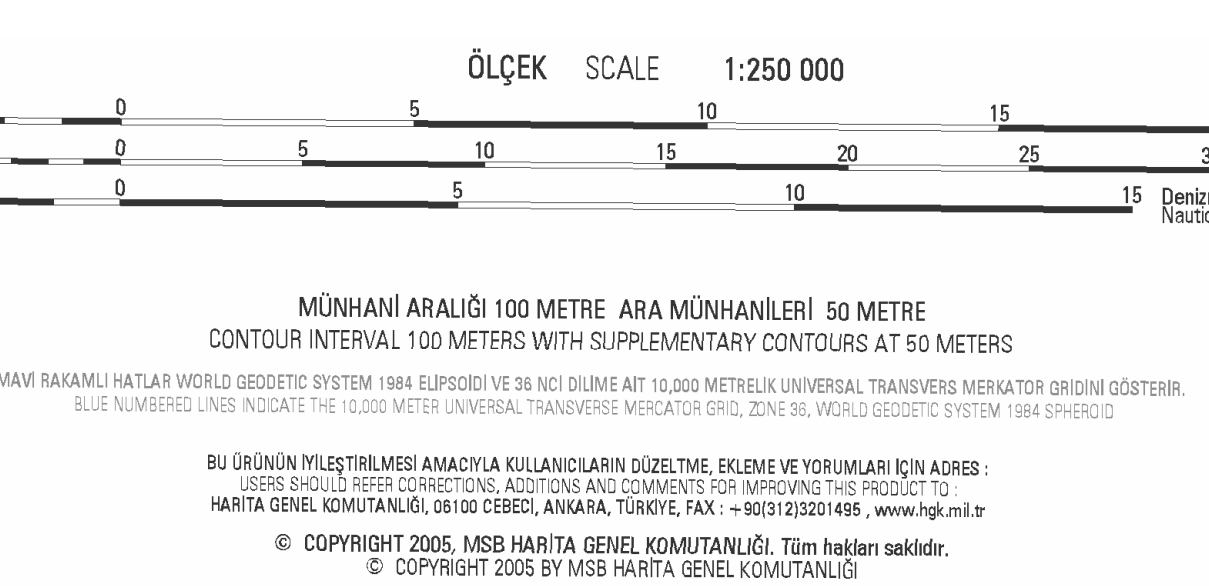 ÖLÇEK SCALE 1:250 000
0 5 10 15
0 5 10 15 20 25
0 5 10 15
MÜNHANİ ARALIĞI 100 METRE ARA MÜNHANİLERİ 50 METRE
CONTOUR INTERVAL 100 METERS WITH SUPPLEMENTARY CONTOURS AT 50 METERS
MAVİ RAKAMLI HATLAR WORLD GEODETIC SYSTEM 1984 ELİPSOİDİ VE 36 NCI DİLİME AİT 10,000 METRELİK UNİVERSAL TRANSVERS MERKATOR GRİDİNİ GÖSTERİR.
BLUE NUMBERED LINES INDICATE THE 10,000 METER UNIVERSAL TRANSVERSE MERCATOR GRID, ZONE 36, WORLD GEODETIC SYSTEM 1984 SPHEROID
BU ÜRÜNÜN İYİLEŞTİRİLMESİ AMACIYLA KULLANICILARIN DÜZELTME, EKLEME VE YORUMLARI İÇİN ADRES :
USERS SHOULD REFER CORRECTIONS, ADDITIONS AND COMMENTS FOR IMPROVING THIS PRODUCT TO :
HARİTA GENEL KOMUTANLIĞI, 06100 CEBECİ, ANKARA, TÜRKİYE, FAX : +90(312)3201495 , www.hgk.mil.tr
© COPYRIGHT 2005, MSB HARİTA GENEL KOMUTANLIĞI. Tüm hakları saklıdır.
© COPYRIGHT 2005 BY MSB HARİTA GENEL KOMUTANLIĞI